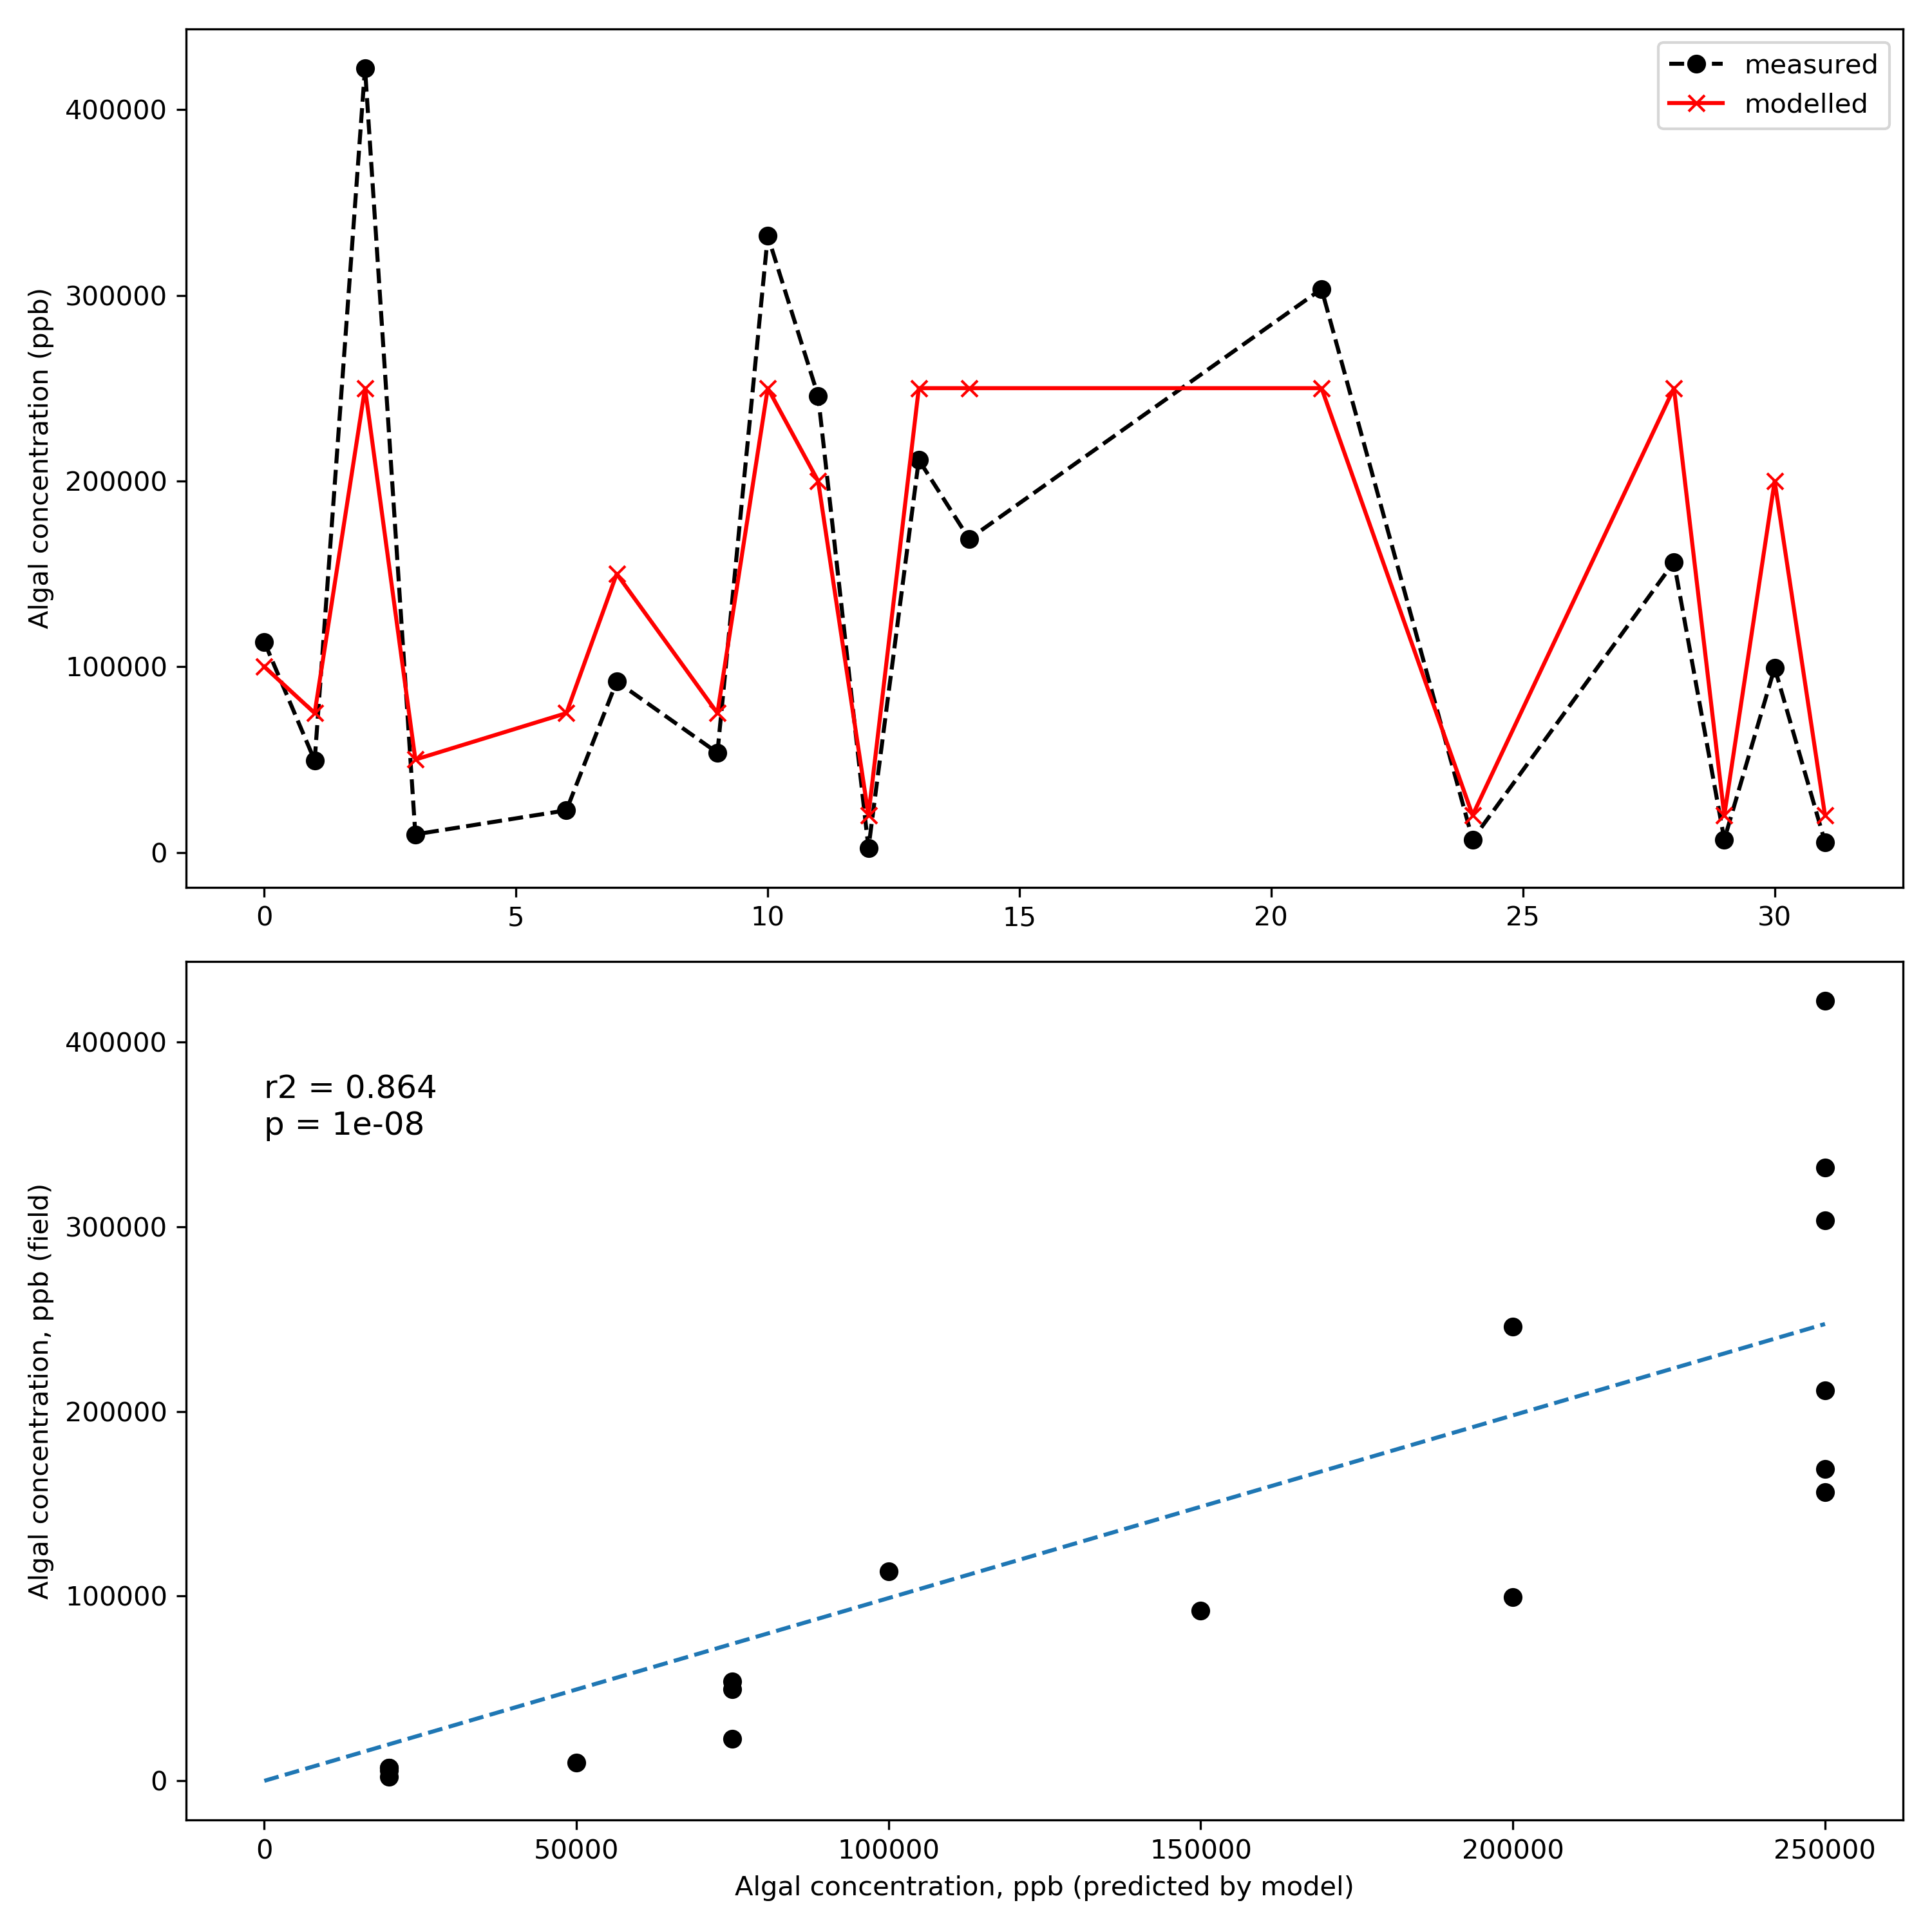 measured
modelled
400000
300000
200000
100000
0
Algal concentration (ppb)
0 5 10 15 20 25 30
r2 = 0.864
p = 1e-08
400000
300000
200000
100000
0
Algal concentration, ppb (field)
0 50000 100000 150000 200000 250000
Algal concentration, ppb (predicted by model)